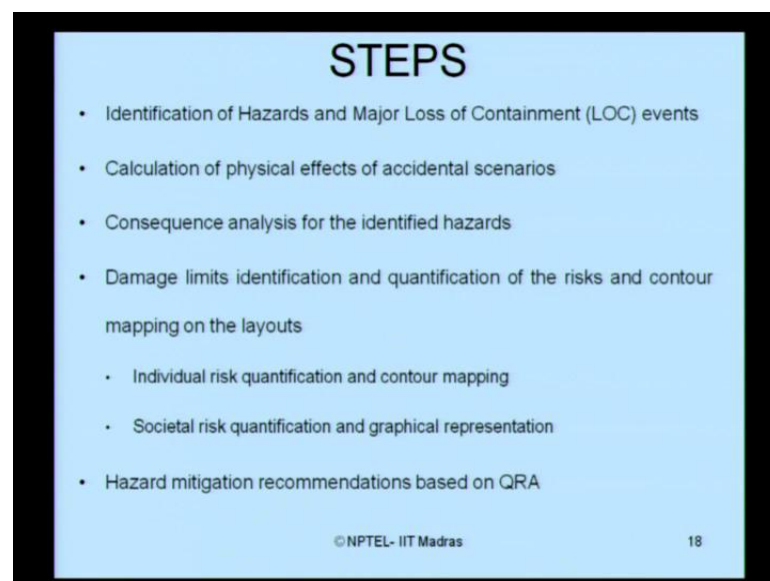 STEPS
• Identification of Hazards and Major Loss of Containment (LOC) events
• Calculation of physical effects of accidental scenarios
• Consequence analysis for the identified hazards
• Damage limits identification and quantification of the risks and contour
mapping on the layouts
• Individual risk quantification and contour mapping
• Societal risk quantification and graphical representation
• Hazard mitigation recommendations based on QRA
© NPTEL- IIT Madras
18